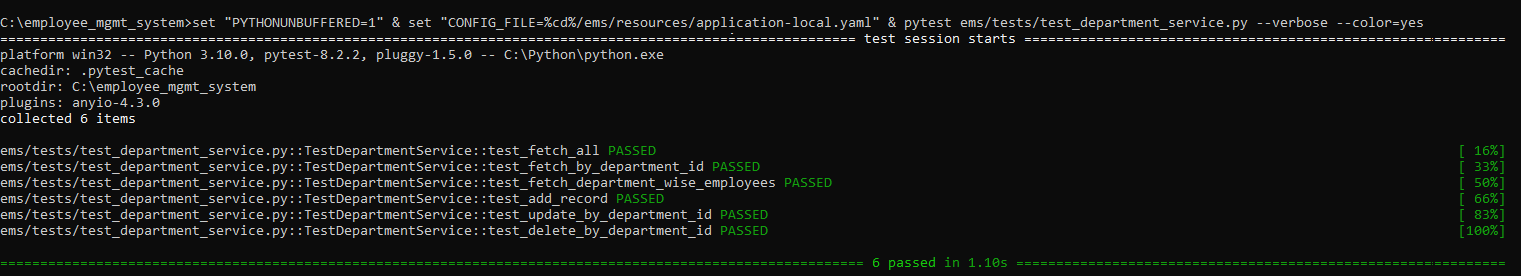 C:\employee_mgmt_system>set "PYTHONUNBUFFERED=1" & set "CONFIG_FILE=%cd%/ems/resources/application-local.yaml" & pytest ems/tests/test_department_service.py --verbose --color=yes
=========================================================================================================== test session starts ============================================================
platform win32 -- Python 3.10.0, pytest-8.2.2, pluggy-1.5.0 -- C:\Python\python.exe
cachedir: .pytest_cache
rootdir: C:\employee_mgmt_system
plugins: anyio-4.3.0
collected 6 items
ems/tests/test_department_service.py::TestDepartmentService::test_fetch_all PASSED [ 16%]
ems/tests/test_department_service.py::TestDepartmentService::test_fetch_by_department_id PASSED [ 33%]
ems/tests/test_department_service.py::TestDepartmentService::test_fetch_department_wise_employees PASSED [ 50%]
ems/tests/test_department_service.py::TestDepartmentService::test_add_record PASSED [ 66%]
ems/tests/test_department_service.py::TestDepartmentService::test_update_by_department_id PASSED [ 83%]
ems/tests/test_department_service.py::TestDepartmentService::test_delete_by_department_id PASSED [100%]
============================================================================================================ 6 passed in 1.10s =============================================================